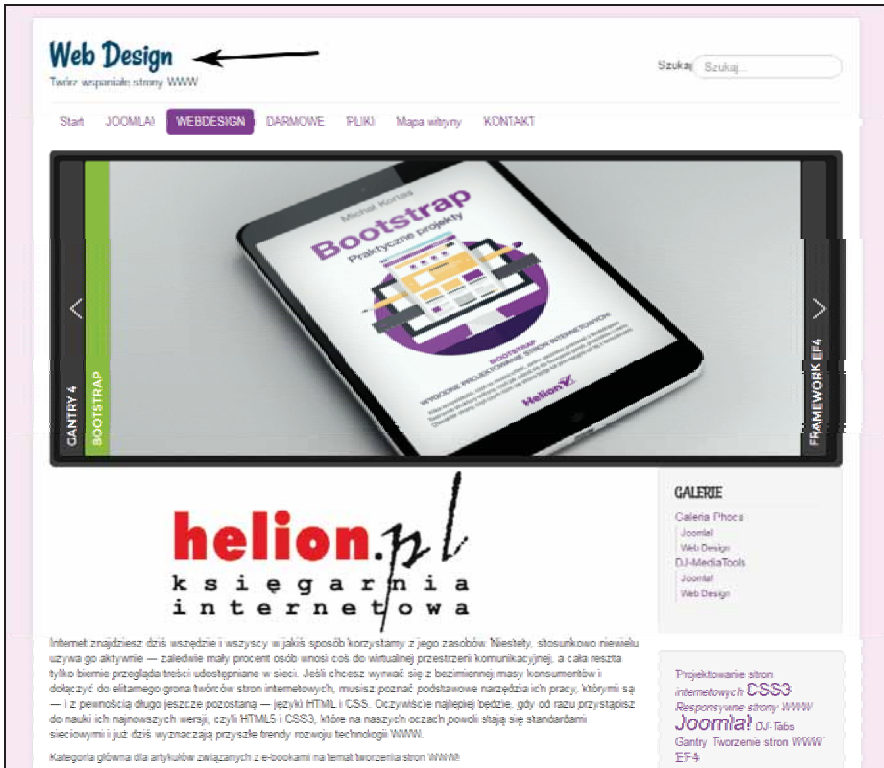 Web Design
Twórz wspaniałe strony WWW
Szukaj
Szukaj...
Start JOOMLA! WEBDESIGN DARMOWE PLIKI Mapa witryny KONTAKT
GANTRY 4
BOOTSTRAP
Michał Kortas
Bootstrap
Praktyczne projekty
BOOTSTRAP
WYGODNE PROJEKTOWANIE STRON INTERNETOWYCH!
Helion
FRAMEWORK EF4
helion.pl
księgarnia
internetowa
GALERIE
Galeria Phoca
Joomla!
Web Design
DJ-MediaTools
Joomla!
Web Design
Internet znajdziesz dziś wszędzie i wszyscy w jakiś sposób korzystamy z jego zasobów. Niestety, stosunkowo niewielu
używa go aktywnie — zaledwie mały procent osób wnosi coś do wirtualnej przestrzeni komunikacyjnej, a cała reszta
tylko biernie przegląda treści udostępniane w sieci. Jeśli chcesz wyrwać się z bezimiennej masy konsumentów i
dołączyć do elitarnego grona twórców stron internetowych, musisz poznać podstawowe narzędzia ich pracy, którymi są
— i z pewnością długo jeszcze pozostaną — języki HTML i CSS. Oczywiście najlepiej będzie, gdy od razu przystąpisz
do nauki ich najnowszych wersji, czyli HTML5 i CSS3, które na naszych oczach powoli stają się standardami
sieciowymi i już dziś wyznaczają przyszłe trendy rozwoju technologii WWW.
Kategoria główna dla artykułów związanych z e-bookami na temat tworzenia stron WWW!
Projektowanie stron
internetowych CSS3
Responsywne strony WWW
Joomla! DJ-Tabs
Gantry Tworzenie stron WWW
EF4